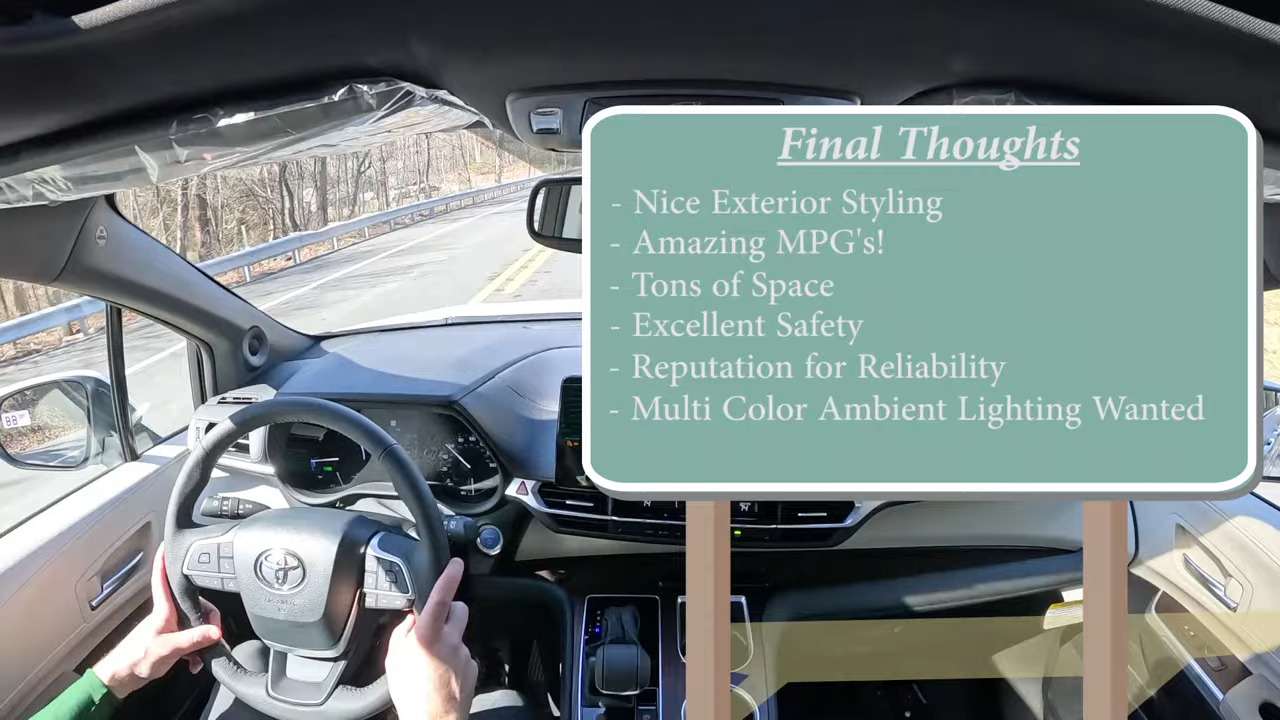 Final Thoughts
- Nice Exterior Styling
- Amazing MPG's!
- Tons of Space
- Excellent Safety
- Reputation for Reliability
- Multi Color Ambient Lighting Wanted